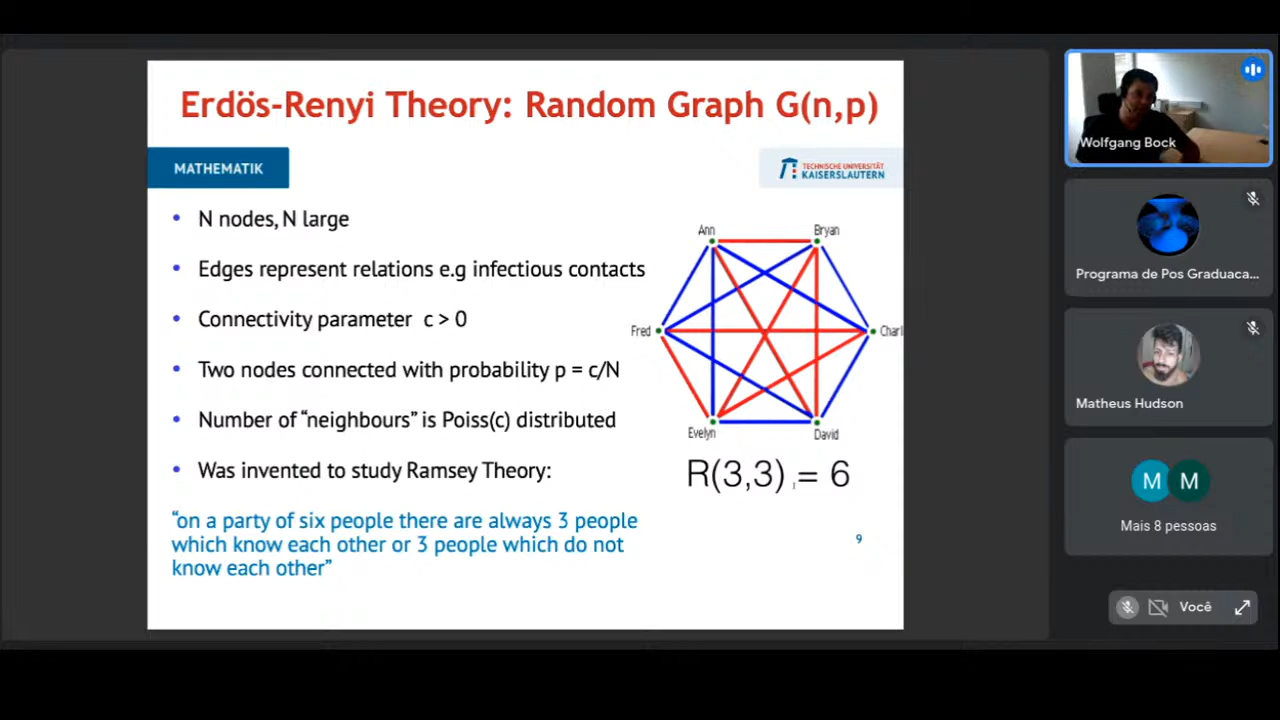 Erdös-Renyi Theory: Random Graph G(n,p)
MATHEMATIK
TECHNISCHE UNIVERSITÄT
KAISERSLAUTERN
• N nodes, N large
• Edges represent relations e.g infectious contacts
• Connectivity parameter c > 0
• Two nodes connected with probability p = c/N
• Number of “neighbours” is Poiss(c) distributed
• Was invented to study Ramsey Theory:
“on a party of six people there are always 3 people
which know each other or 3 people which do not
know each other”
Ann
Bryan
Fred
Charl
Evelyn
David
R(3,3) = 6
9
Wolfgang Bock
Programa de Pos Graduaca...
Matheus Hudson
M M
Mais 8 pessoas
Você